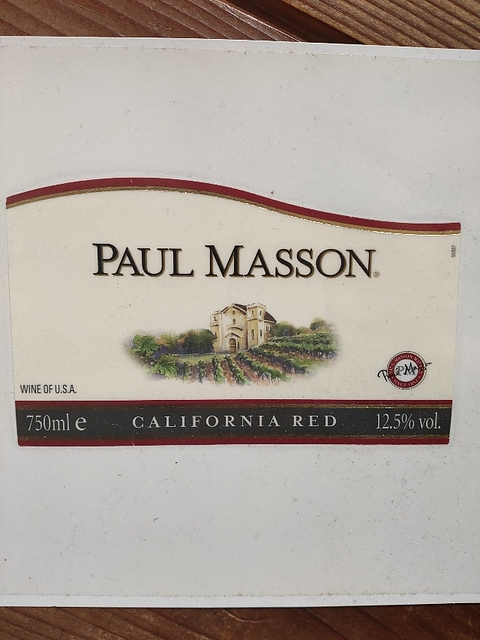 PAUL MASSON®
WINE OF U.S.A.
750ml e
CALIFORNIA RED
12.5% vol.